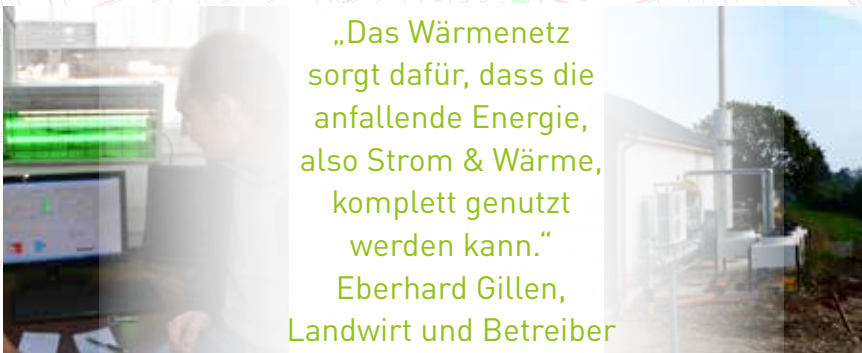 „Das Wärmenetz
sorgt dafür, dass die
anfallende Energie,
also Strom & Wärme,
komplett genutzt
werden kann.“
Eberhard Gillen,
Landwirt und Betreiber